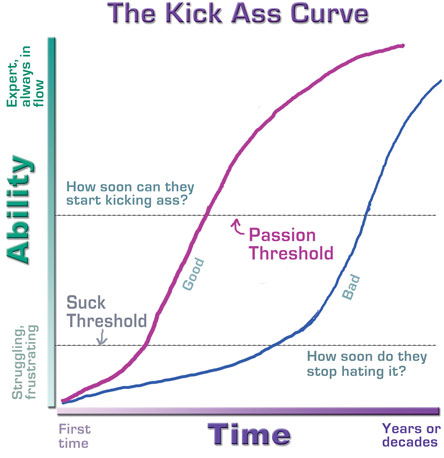 The Kick Ass Curve
Expert,
always in
flow
Ability
Struggling,
frustrating
How soon can they
start kicking ass?
Passion
Threshold
Good
Bad
Suck
Threshold
How soon do they
stop hating it?
First
time
Time
Years or
decades